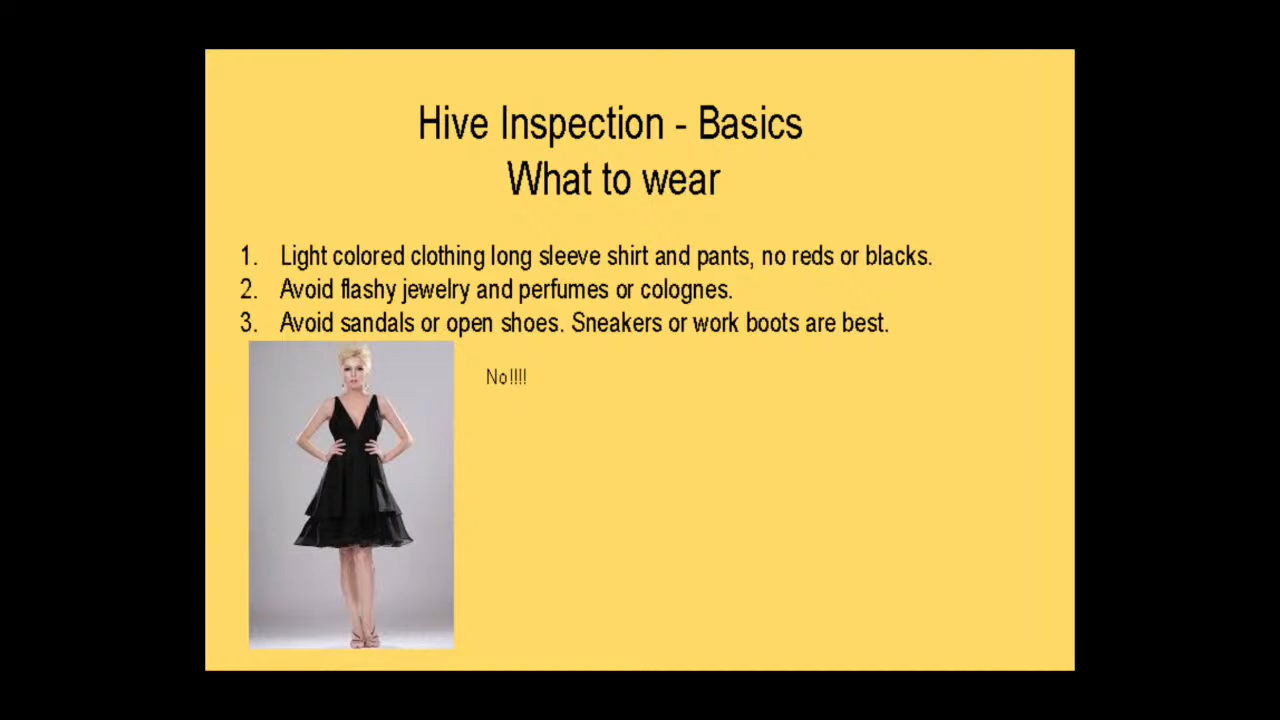 Hive Inspection - Basics
What to wear
1. Light colored clothing long sleeve shirt and pants, no reds or blacks.
2. Avoid flashy jewelry and perfumes or colognes.
3. Avoid sandals or open shoes. Sneakers or work boots are best.
No!!!!